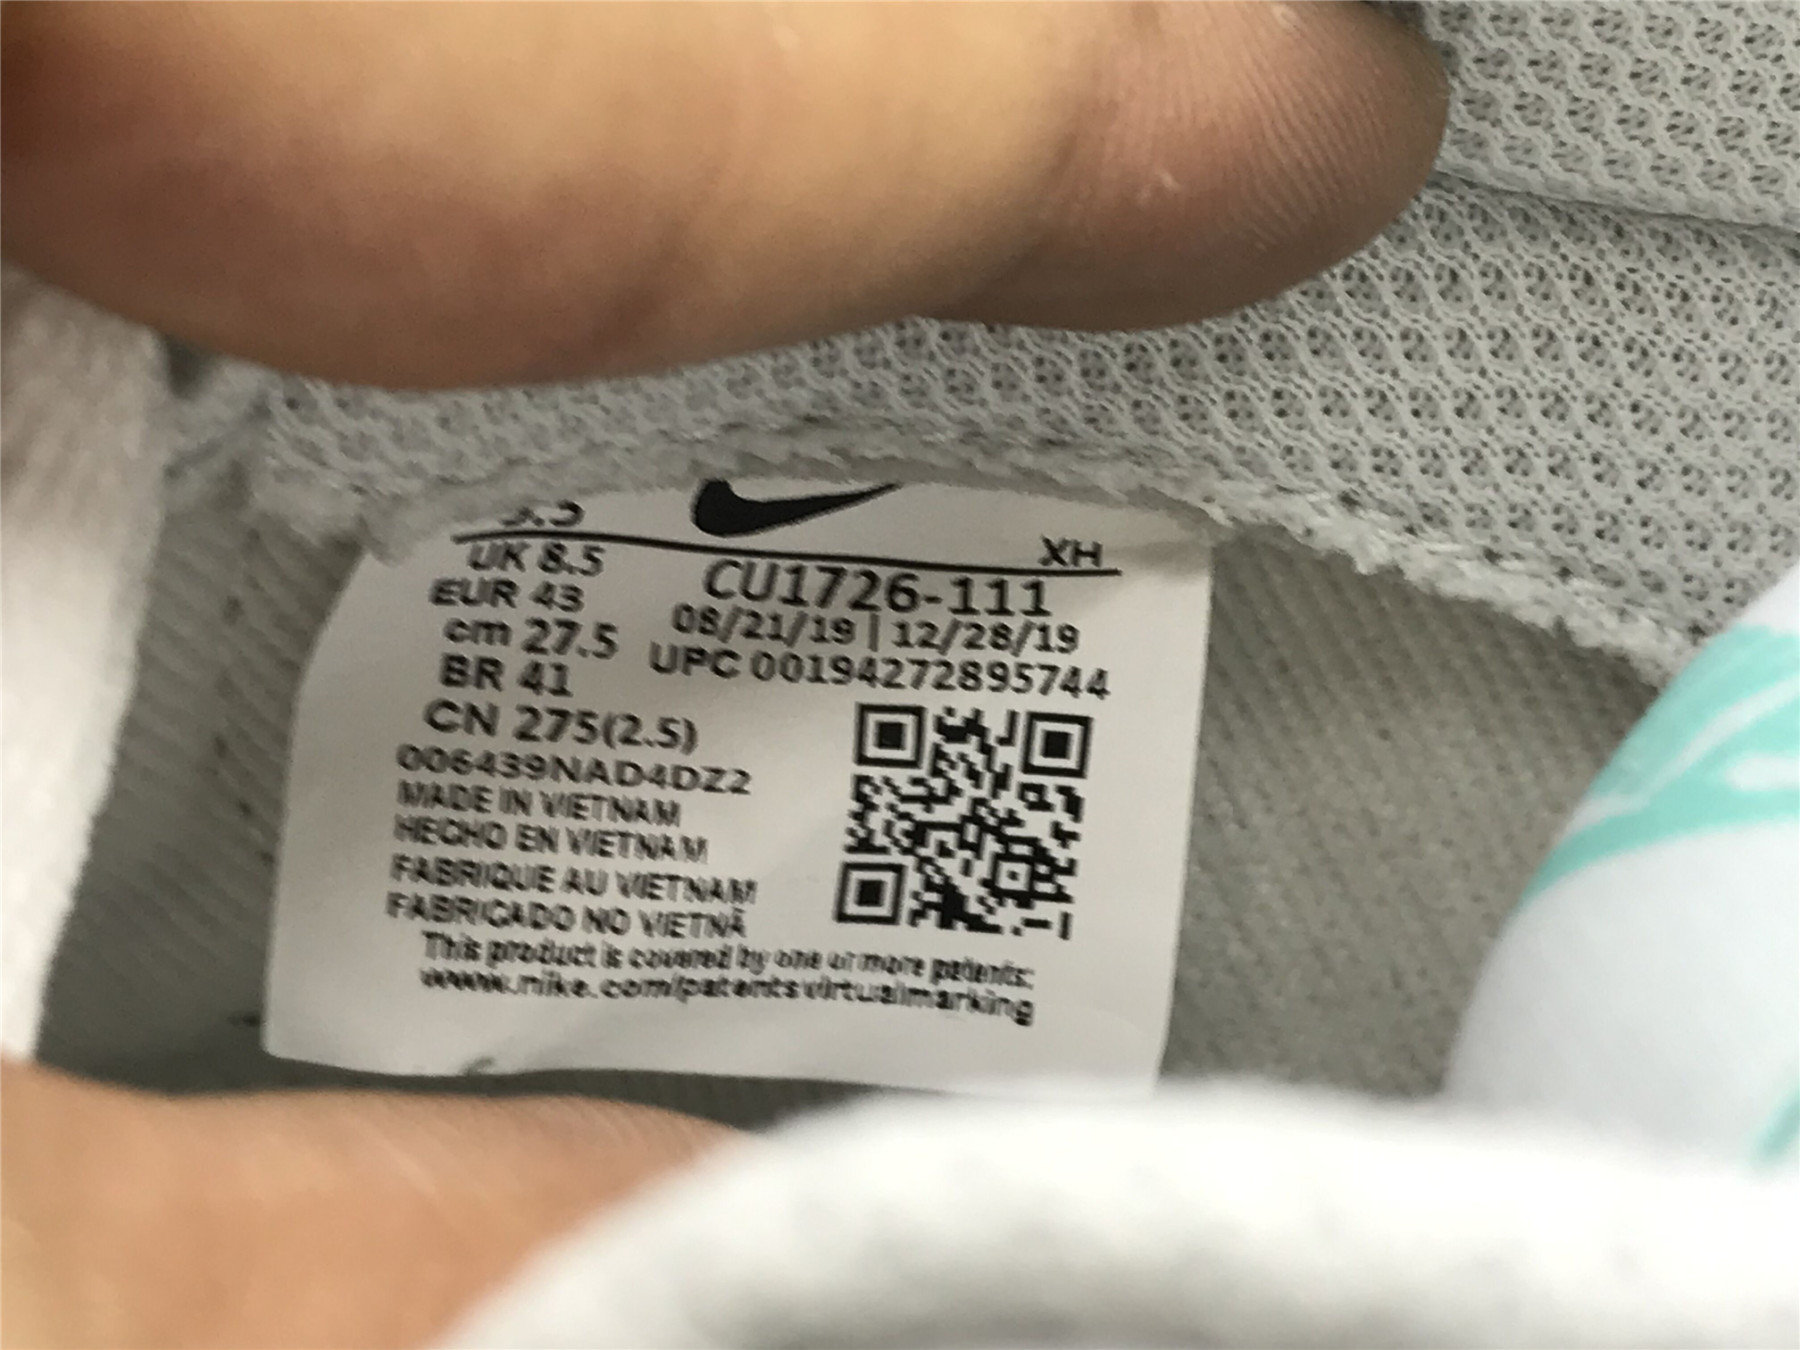 XH
UK 8.5
CU1726-111
EUR 43
08/21/19 | 12/28/19
cm 27.5
UPC 00194272895744
BR 41
CN 275(2.5)
006439NAD4DZ2
MADE IN VIETNAM
HECHO EN VIETNAM
FABRIQUE AU VIETNAM
FABRICADO NO VIETNÃ
This product is covered by one or more patents:
www.nike.com/patentsvirtualmarking